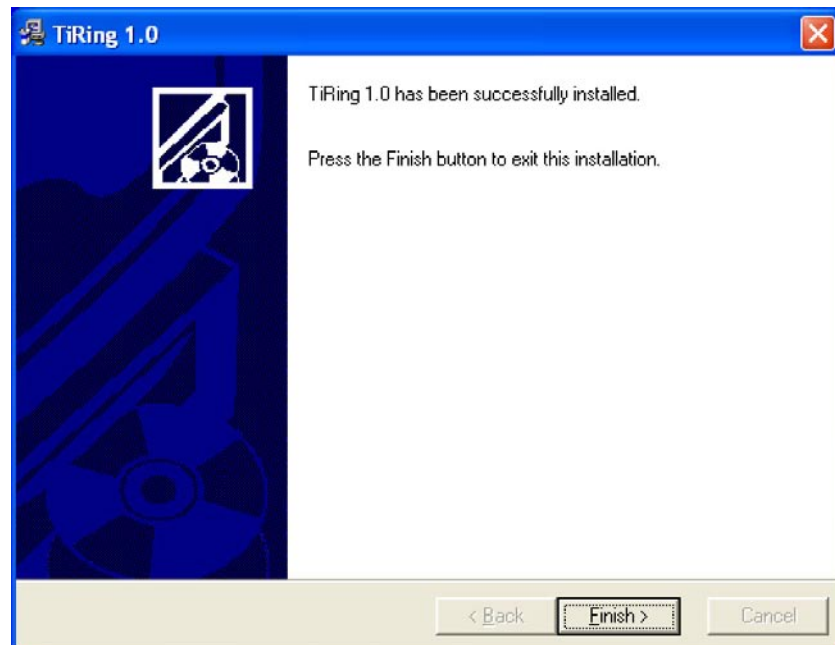 TiRing 1.0
TiRing 1.0 has been successfully installed.
Press the Finish button to exit this installation.
< Back
Finish >
Cancel